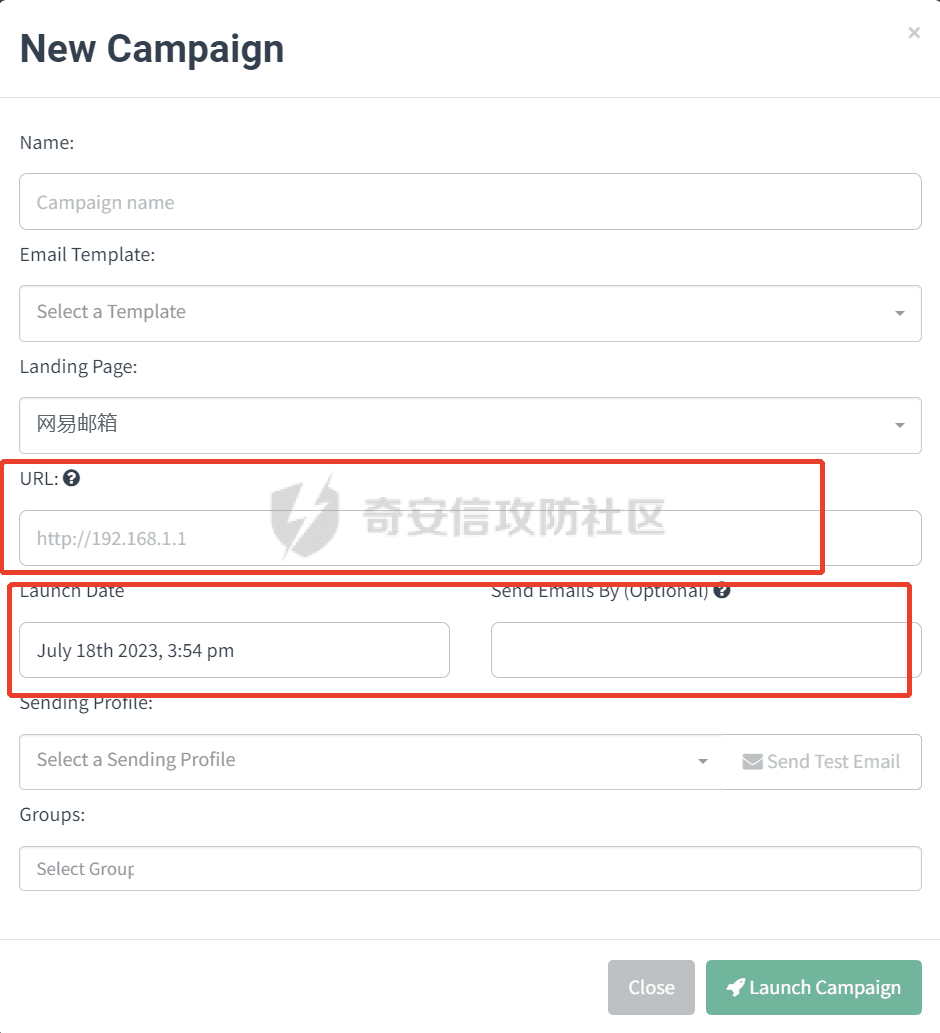 New Campaign
×
Name:
Campaign name
Email Template:
Select a Template
Landing Page:
网易邮箱
URL:
奇安信攻防社区
http://192.168.1.1
Launch Date
Send Emails By (Optional)
July 18th 2023, 3:54 pm
Sending Profile:
Select a Sending Profile
Send Test Email
Groups:
Select Group
Close
Launch Campaign